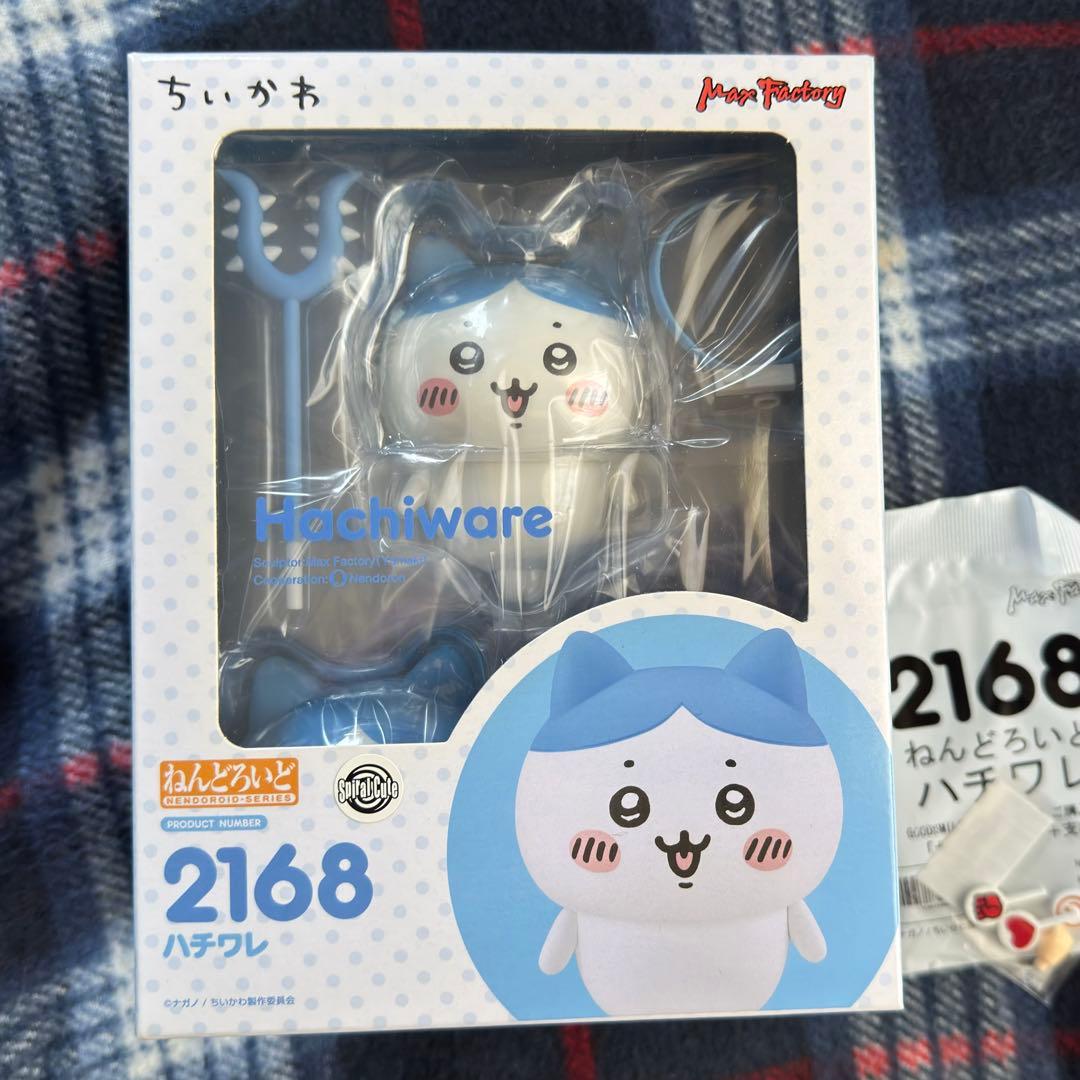 ちいかわ
Max Factory
Hachiware
Sculptor:Max Factory(
Cooperation: Nendoron
ねんどろいど
NENDOROID-SERIES
SpiralCute
PRODUCT NUMBER
2168
ハチワレ
©ナガノ / ちいかわ製作委員会
Max Fac
2168
ねんどろいど
ハチワレ